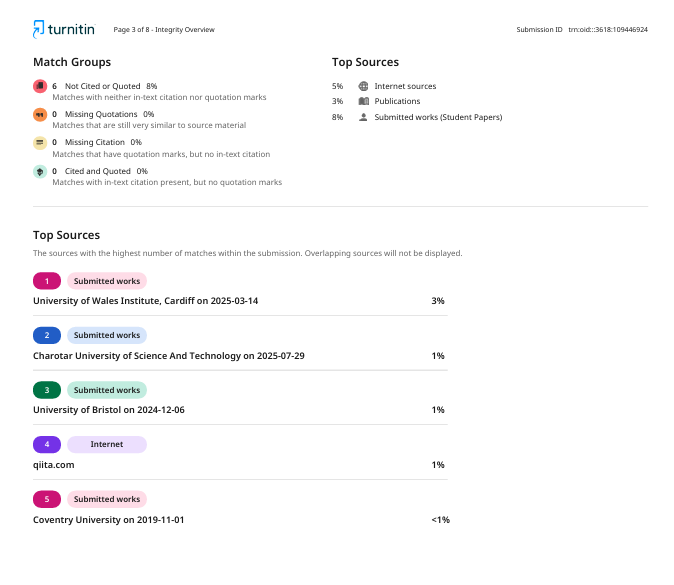 turnitin Page 3 of 8 - Integrity Overview Submission ID trn:oid:::3618:109446924
Match Groups
6 Not Cited or Quoted 8%
Matches with neither in-text citation nor quotation marks
0 Missing Quotations 0%
Matches that are still very similar to source material
0 Missing Citation 0%
Matches that have quotation marks, but no in-text citation
0 Cited and Quoted 0%
Matches with in-text citation present, but no quotation marks
Top Sources
5% Internet sources
3% Publications
8% Submitted works (Student Papers)
Top Sources
The sources with the highest number of matches within the submission. Overlapping sources will not be displayed.
1 Submitted works
University of Wales Institute, Cardiff on 2025-03-14 3%
2 Submitted works
Charotar University of Science And Technology on 2025-07-29 1%
3 Submitted works
University of Bristol on 2024-12-06 1%
4 Internet
qiita.com 1%
5 Submitted works
Coventry University on 2019-11-01 <1%